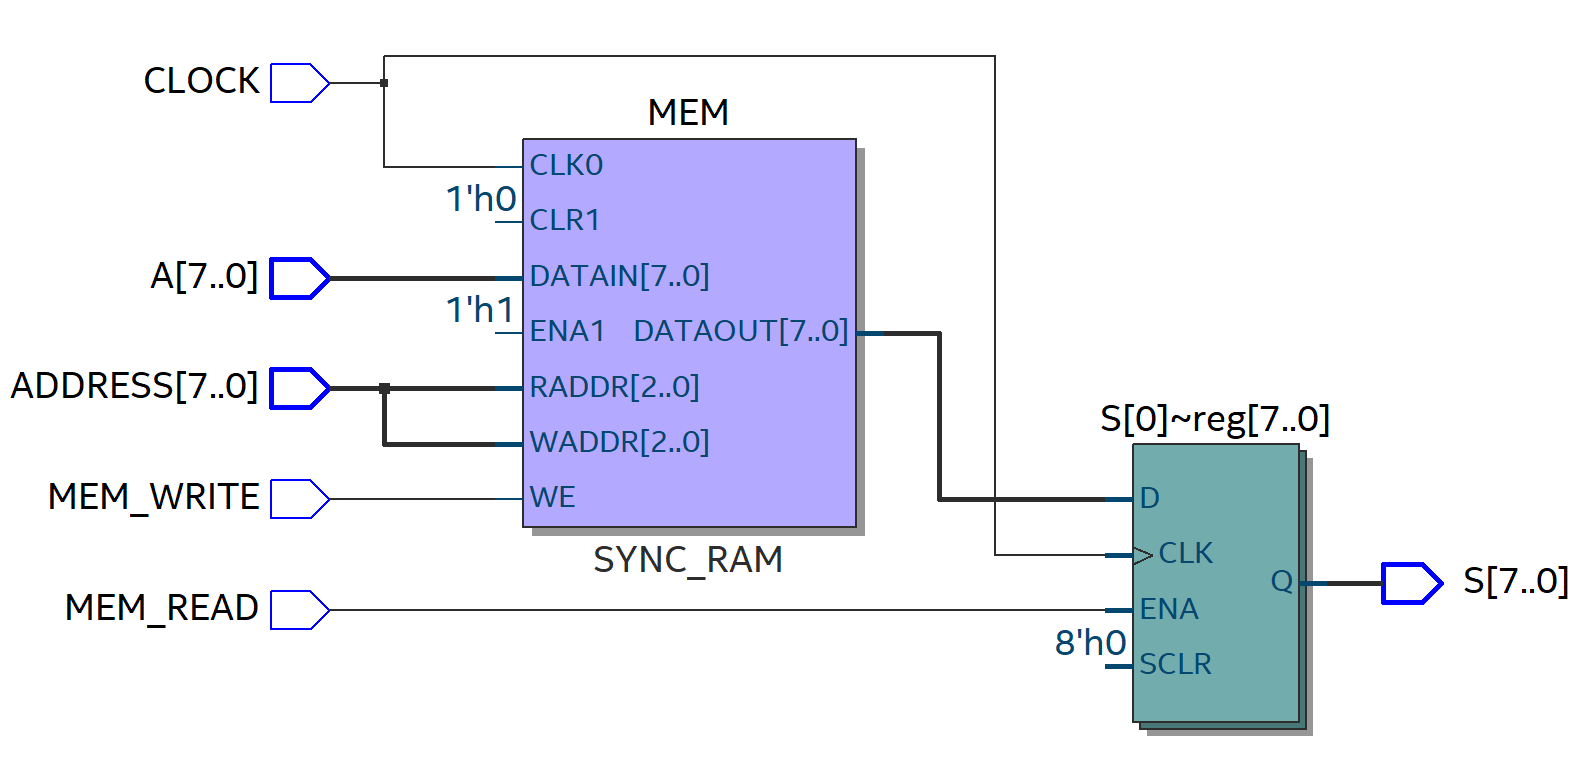 CLOCK
MEM
CLK0
1'h0
CLR1
A[7..0]
DATAIN[7..0]
1'h1
ENA1 DATAOUT[7..0]
ADDRESS[7..0]
RADDR[2..0]
WADDR[2..0]
MEM_WRITE
WE
SYNC_RAM
MEM_READ
S[0]~reg[7..0]
D
CLK
Q
ENA
8'h0
SCLR
S[7..0]